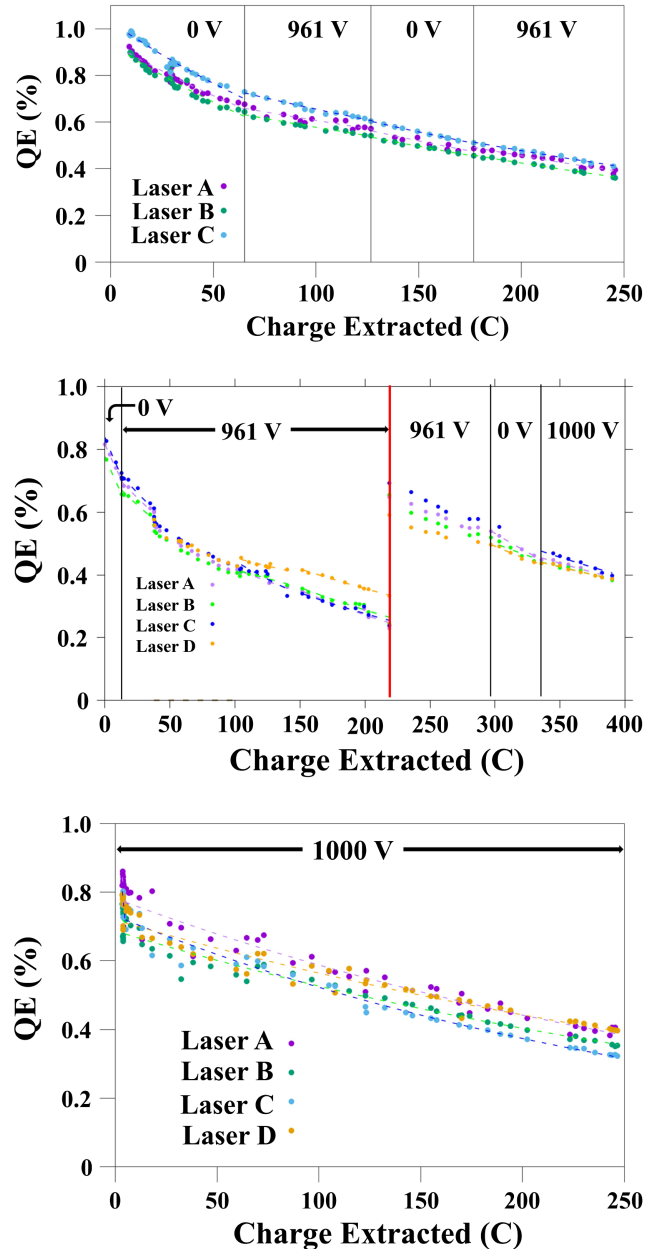 1.0
0 V 961 V 0 V 961 V
0.8
0.6
QE (%)
0.4
Laser A
Laser B
0.2
Laser C
0
0 50 100 150 200 250
Charge Extracted (C)
1.0
0 V
961 V 961 V 0 V 1000 V
0.8
0.6
QE (%)
0.4
Laser A
Laser B
Laser C
0.2
Laser D
0
0 50 100 150 200 250 300 350 400
Charge Extracted (C)
1.0
1000 V
0.8
0.6
QE (%)
0.4
Laser A
Laser B
Laser C
0.2
Laser D
0
0 50 100 150 200 250
Charge Extracted (C)